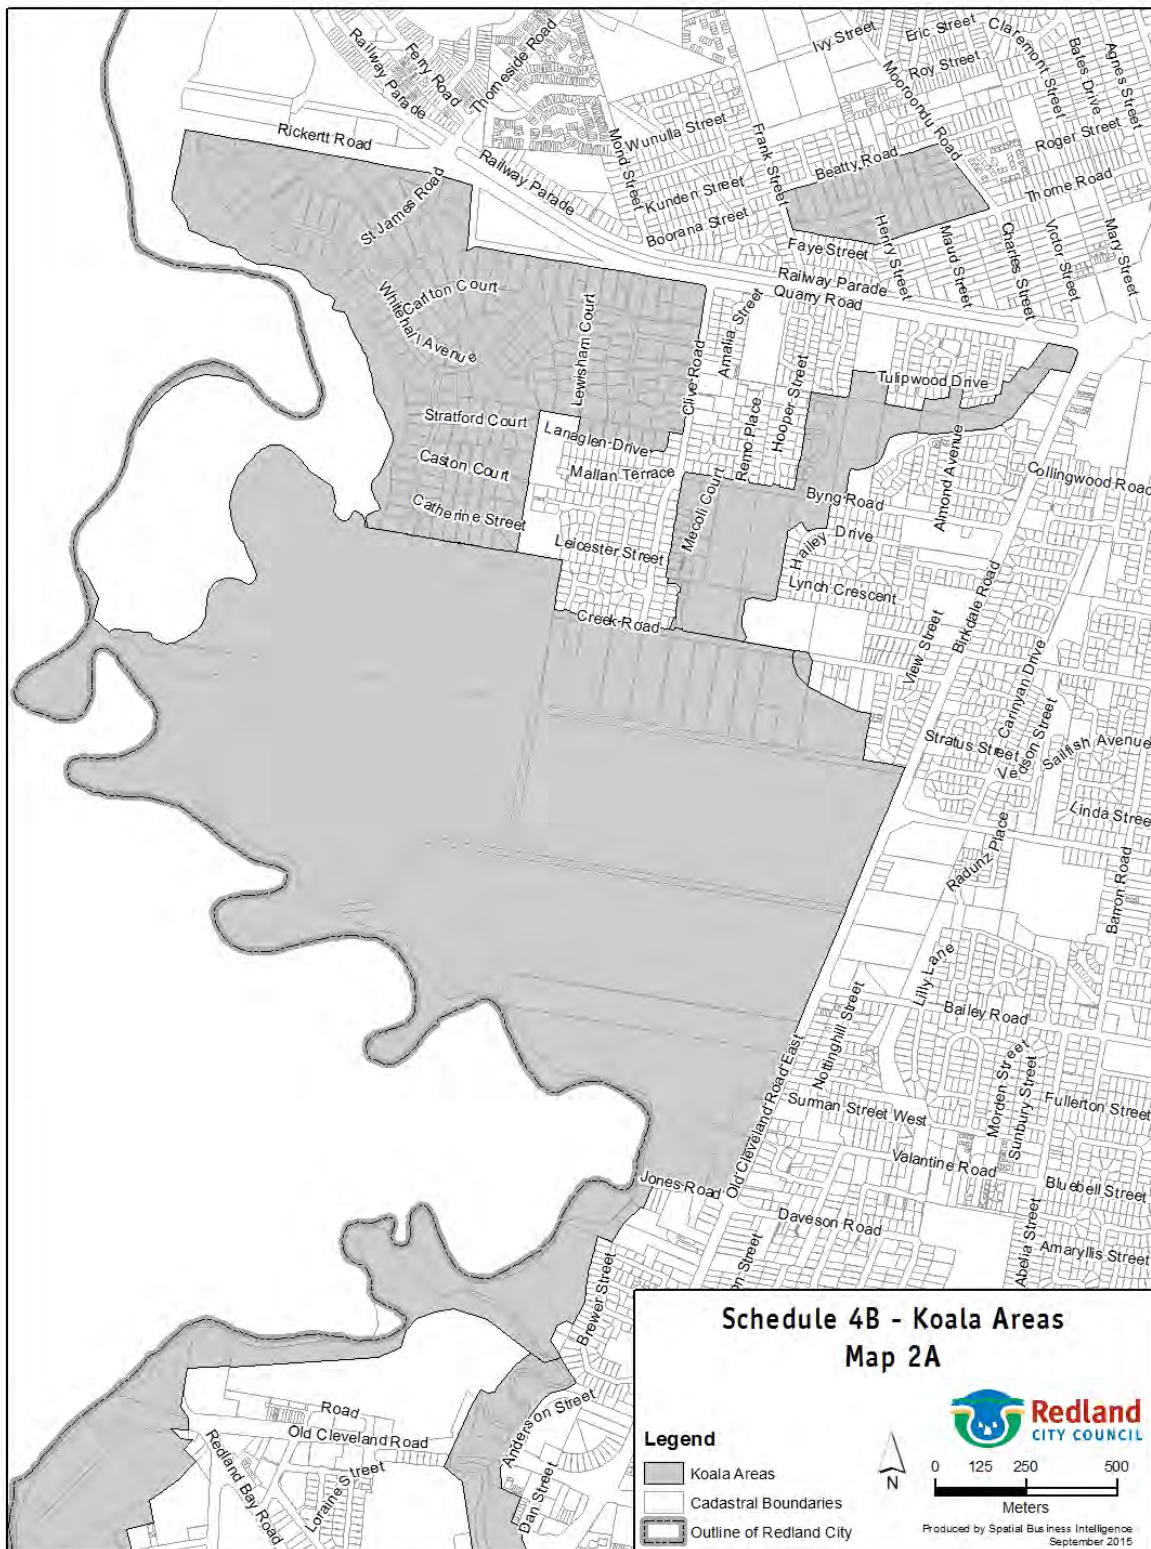 Ivy Street
Eric Street
Claremont Street
Bates Drive
Agnes Street
Roy Street
Mooroondu Road
Roger Street
Railway Parade
Ferry Road
Thorneside Road
Rickertt Road
Railway Parade
Mond Street
Wunulla Street
Frank Street
Beatty Road
Thorne Road
Kunden Street
Boorana Street
St James Road
Faye Street
Henry Street
Maud Street
Charles Street
Victor Street
Mary Street
Railway Parade
Quarry Road
Carlton Court
Whitehall Avenue
Lewisham Court
Clive Road
Amalia Street
Hooper Street
Remo Place
Tulipwood Drive
Stratford Court
Lanaglen Drive
Mallan Terrace
Caston Court
Catherine Street
Leicester Street
Mecoli Court
Byng Road
Almond Avenue
Collingwood Road
Hailey Drive
Lynch Crescent
Birkdale Road
Creek Road
View Street
Carinyan Drive
Stratus Street
Sailfish Avenue
Linda Stree
Radunz Place
Barron Road
Lilly Lane
Bailey Road
Nottinghill Street
Old Cleveland Road East
Surman Street West
Morden Street
Sunbury Street
Fullerton Street
Valantine Road
Bluebell Street
Jones Road
Daveson Road
Abelia Street
Amaryllis Street
on Street
Brewer Street
Anderson Street
Dan Street
Road
Old Cleveland Road
Redland Bay Road
Loraine Street
Schedule 4B - Koala Areas
Map 2A
Redland
CITY COUNCIL
Legend
Koala Areas
Cadastral Boundaries
Outline of Redland City
N
0 125 250 500
Meters
Produced by Spatial Business Intelligence
September 2015